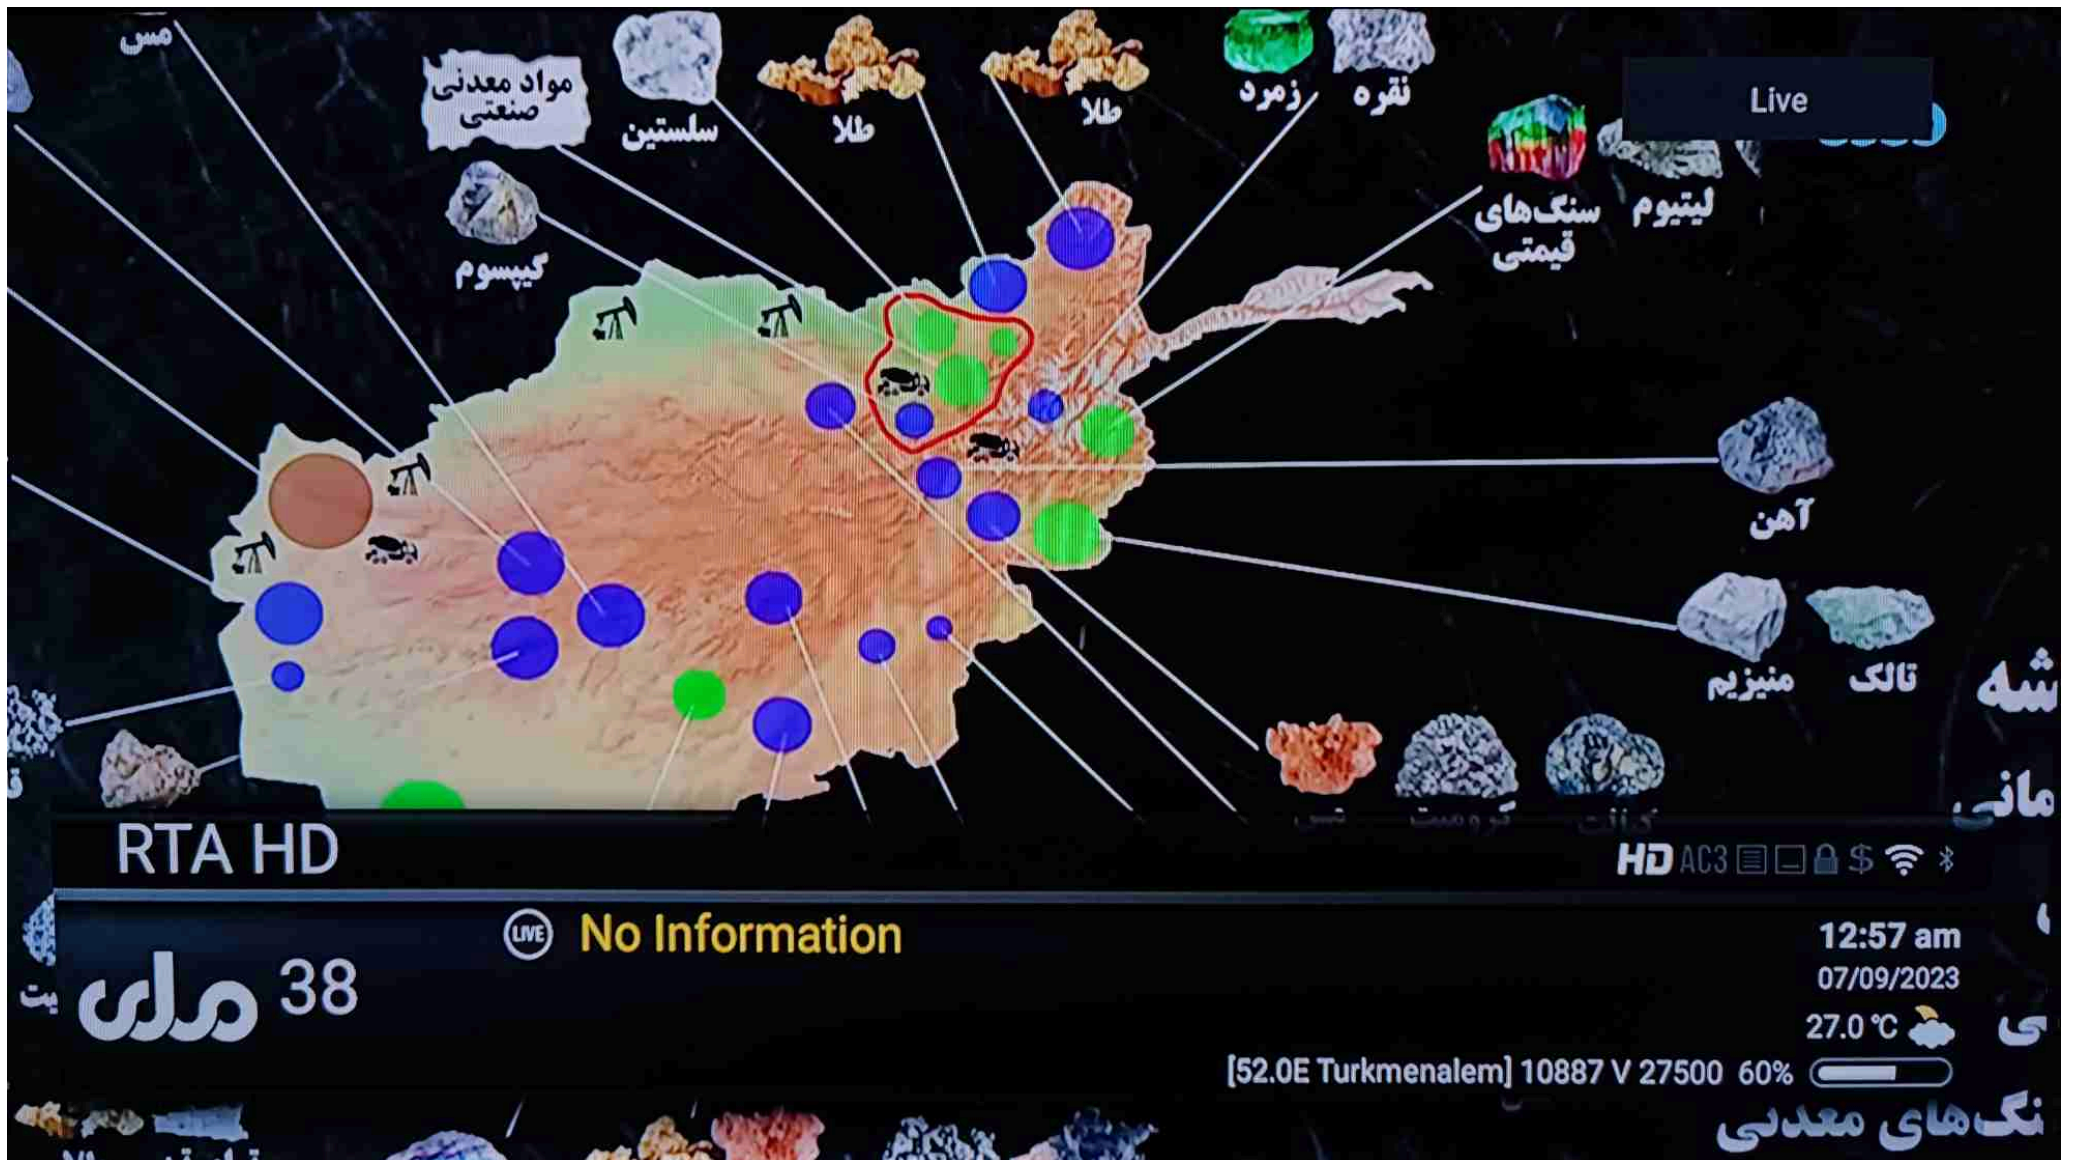 مس
مواد معدنی
صنعتی
سلستین
طلا
طلا
زمرد
نقره
Live
گیپسوم
سنگ‌های
قیمتی
لیتیوم
آهن
منیزیم
تالک
شه
مانی
RTA HD
HD AC3
LIVE No Information
ملی 38
12:57 am
07/09/2023
27.0 °C
[52.0E Turkmenalem] 10887 V 27500 60%
یت
نگ‌های معدنی